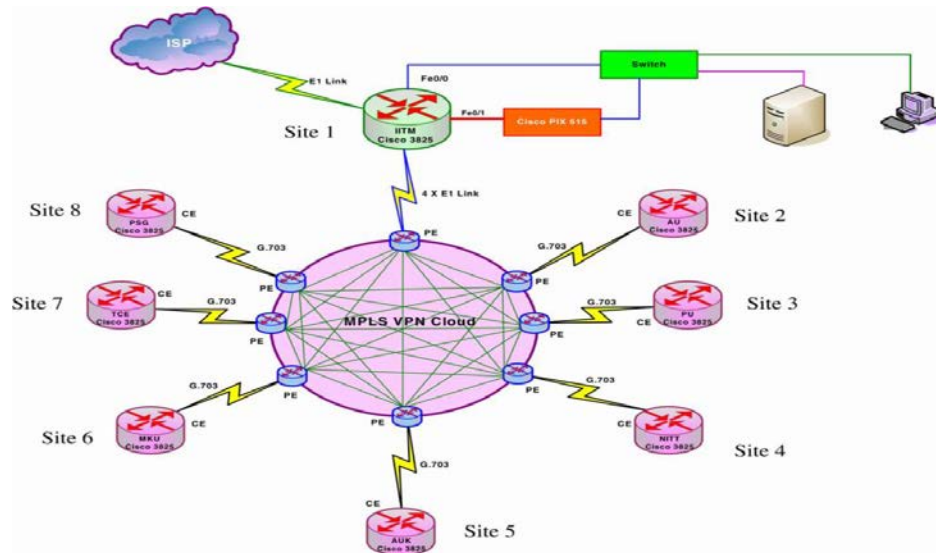 ISP
E1 Link
Fe0/0
Switch
Site 1
IITM
Cisco 3825
Fe0/1
Cisco PIX 515
4 X E1 Link
Site 8
PSG
Cisco 3825
CE
G.703
PE
PE
CE
AU
Cisco 3825
Site 2
G.703
PE
Site 7
TCE
Cisco 3825
CE
G.703
PE
MPLS VPN Cloud
PE
G.703
CE
PU
Cisco 3825
Site 3
Site 6
MKU
Cisco 3825
CE
G.703
PE
PE
PE
G.703
CE
NITT
Cisco 3825
Site 4
G.703
CE
AUK
Cisco 3825
Site 5